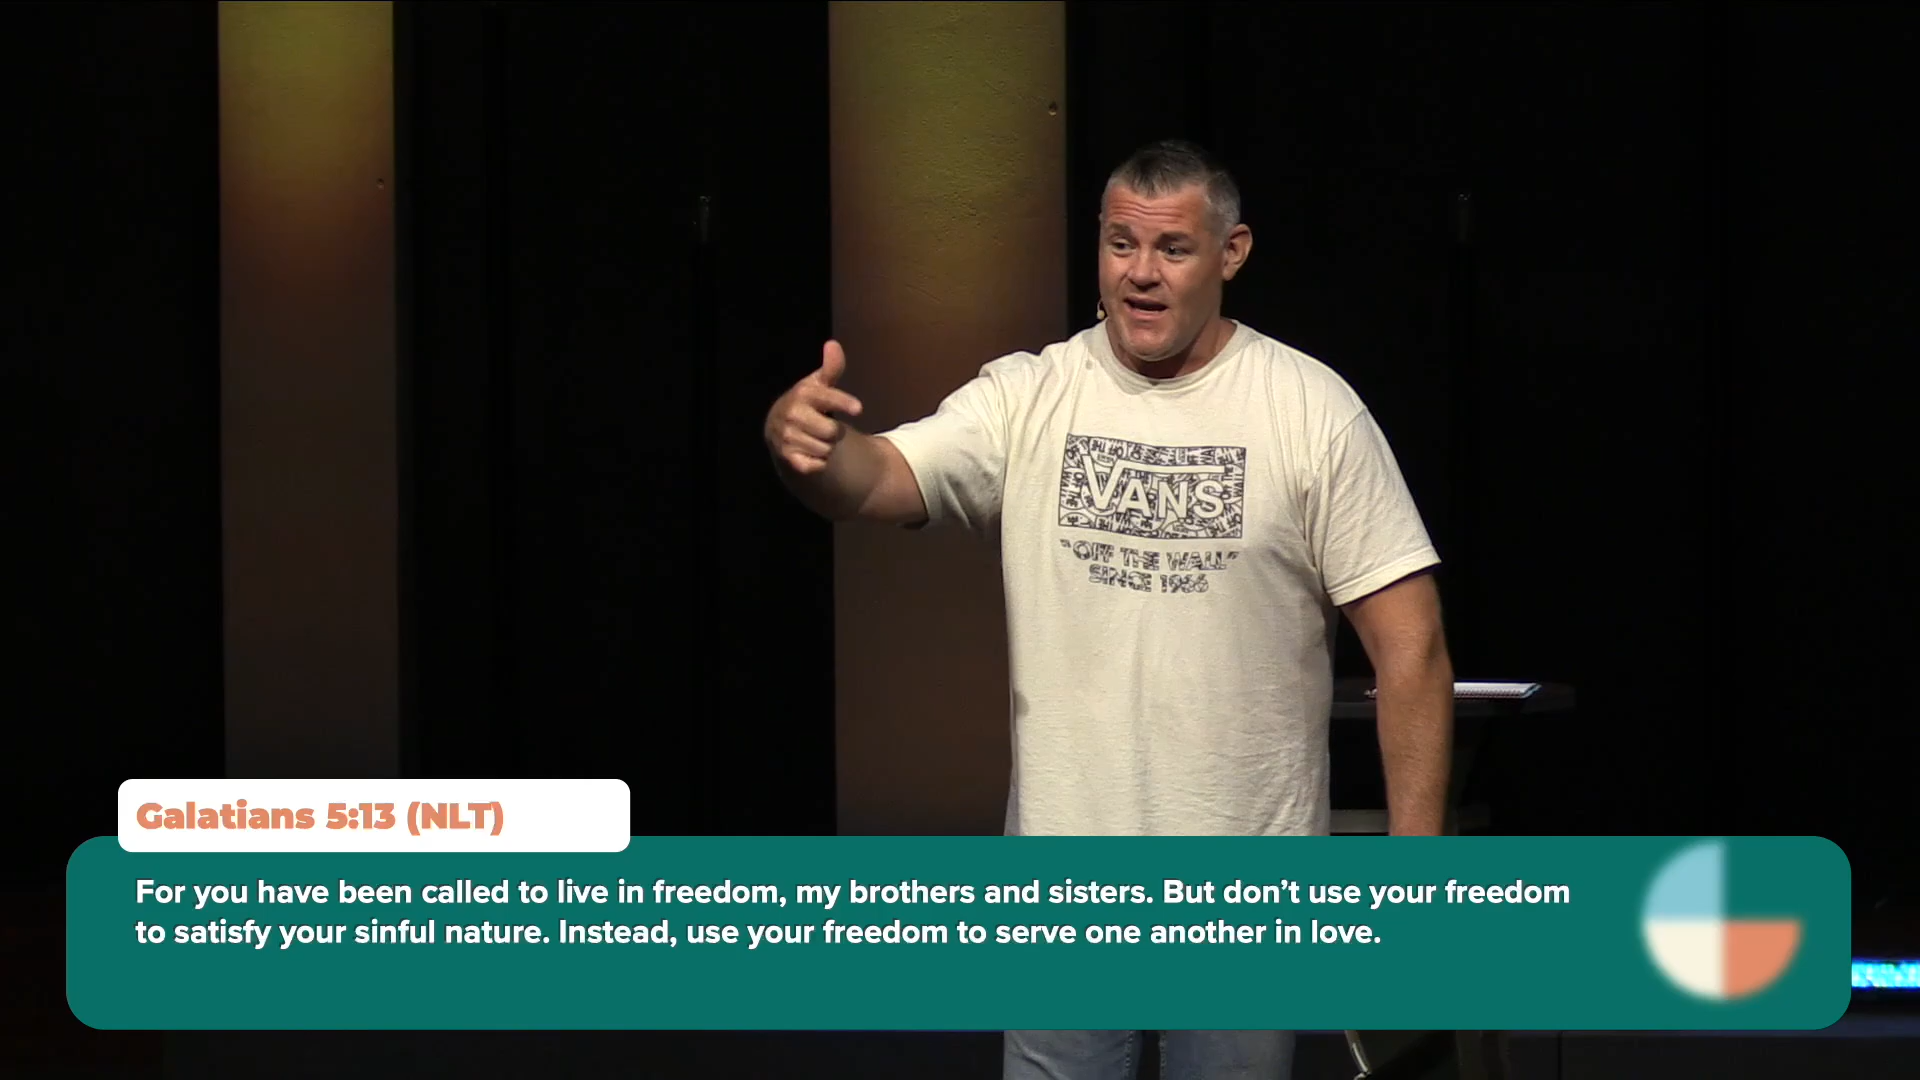 VANS
"OFF THE WALL"
SINCE 1966
Galatians 5:13 (NLT)
For you have been called to live in freedom, my brothers and sisters. But don’t use your freedom
to satisfy your sinful nature. Instead, use your freedom to serve one another in love.